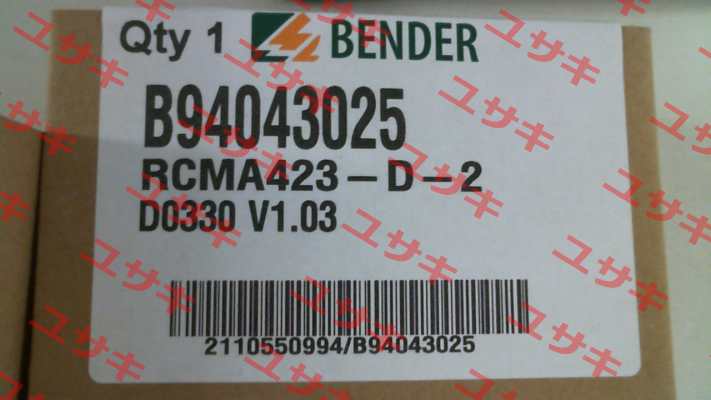 Qty 1 BENDER
B94043025
RCMA423-D-2
D0330 V1.03
2110550994/B94043025
ユサキ